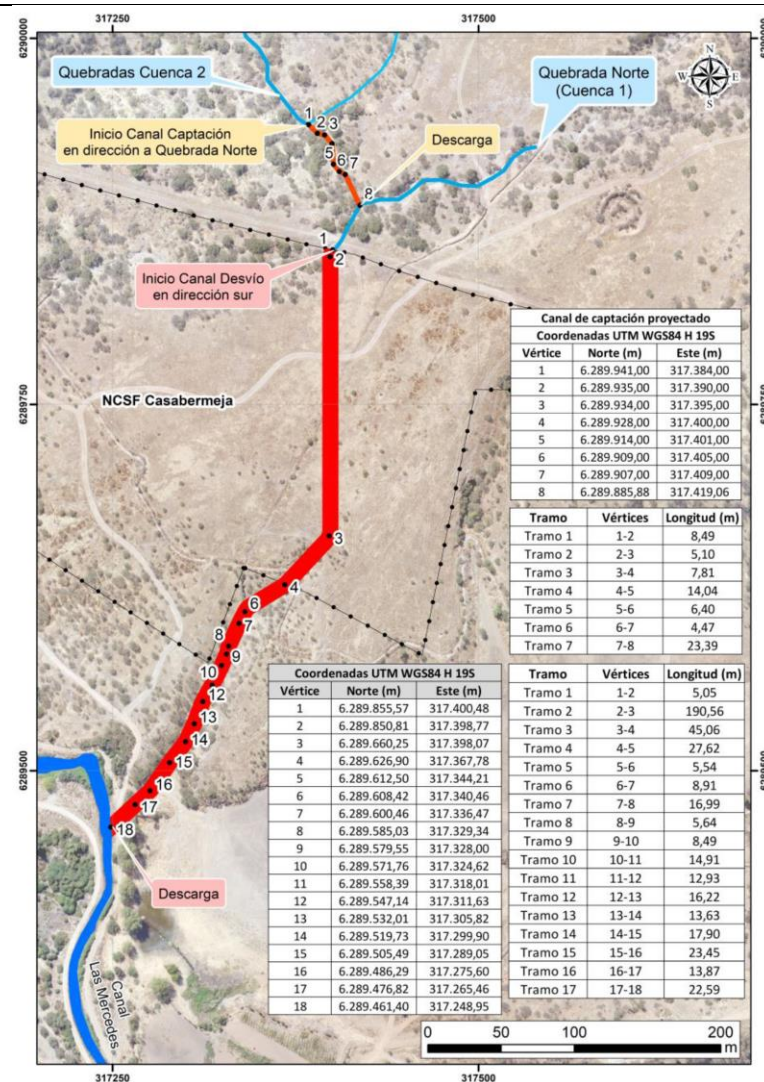 317250
317500
6290000
6290000
Quebradas Cuenca 2
Quebrada Norte
(Cuenca 1)
N
W
E
S
1
2
3
Inicio Canal Captación
en dirección a Quebrada Norte
Descarga
5
6
7
8
1
2
Inicio Canal Desvío
en dirección sur
Canal de captación proyectado
Coordenadas UTM WGS84 H 19S
Vértice Norte (m) Este (m)
1 6.289.941,00 317.384,00
2 6.289.935,00 317.390,00
3 6.289.934,00 317.395,00
4 6.289.928,00 317.400,00
5 6.289.914,00 317.401,00
6 6.289.909,00 317.405,00
7 6.289.907,00 317.409,00
8 6.289.885,88 317.419,06
6289750
6289750
NCSF Casabermeja
Tramo Vértices Longitud (m)
Tramo 1 1-2 8,49
Tramo 2 2-3 5,10
Tramo 3 3-4 7,81
Tramo 4 4-5 14,04
Tramo 5 5-6 6,40
Tramo 6 6-7 4,47
Tramo 7 7-8 23,39
3
4
6
7
8
9
10
12
13
14
15
16
17
18
Coordenadas UTM WGS84 H 19S
Vértice Norte (m) Este (m)
1 6.289.855,57 317.400,48
2 6.289.850,81 317.398,77
3 6.289.660,25 317.398,07
4 6.289.626,90 317.367,78
5 6.289.612,50 317.344,21
6 6.289.608,42 317.340,46
7 6.289.600,46 317.336,47
8 6.289.585,03 317.329,34
9 6.289.579,55 317.328,00
10 6.289.571,76 317.324,62
11 6.289.558,39 317.318,01
12 6.289.547,14 317.311,63
13 6.289.532,01 317.305,82
14 6.289.519,73 317.299,90
15 6.289.505,49 317.289,05
16 6.289.486,29 317.275,60
17 6.289.476,82 317.265,46
18 6.289.461,40 317.248,95
Tramo Vértices Longitud (m)
Tramo 1 1-2 5,05
Tramo 2 2-3 190,56
Tramo 3 3-4 45,06
Tramo 4 4-5 27,62
Tramo 5 5-6 5,54
Tramo 6 6-7 8,91
Tramo 7 7-8 16,99
Tramo 8 8-9 5,64
Tramo 9 9-10 8,49
Tramo 10 10-11 14,91
Tramo 11 11-12 12,93
Tramo 12 12-13 16,22
Tramo 13 13-14 13,63
Tramo 14 14-15 17,90
Tramo 15 15-16 23,45
Tramo 16 16-17 13,87
Tramo 17 17-18 22,59
6289500
6289500
Descarga
Canal
Las Mercedes
0 50 100 200
m
317250
317500